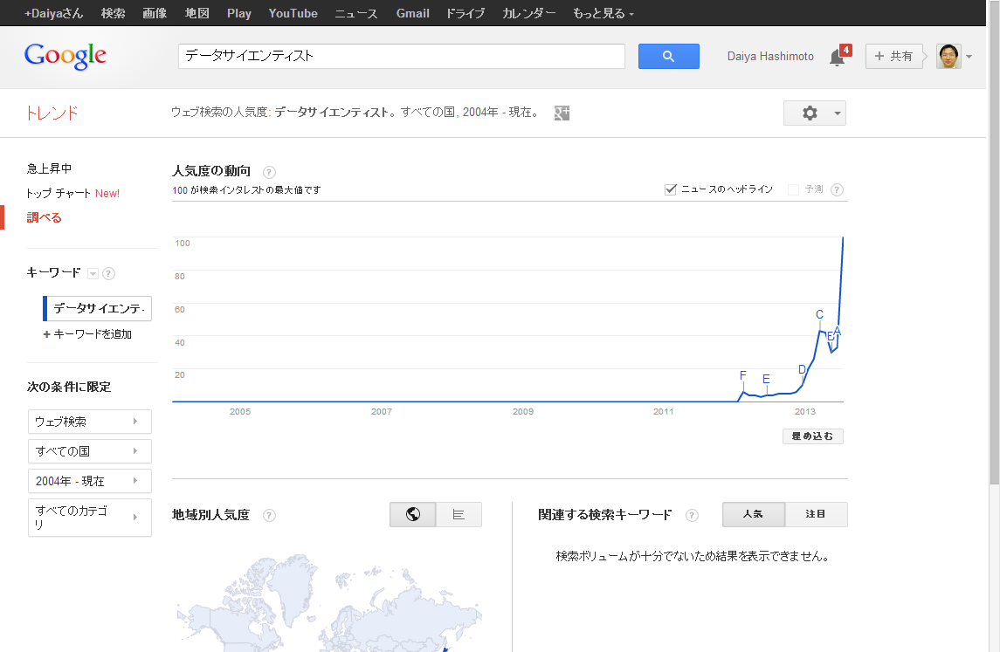 +Daiyaさん 検索 画像 地図 Play YouTube ニュース Gmail ドライブ カレンダー もっと見る
Google データサイエンティスト Daiya Hashimoto 4 + 共有
トレンド ウェブ検索の人気度: データサイエンティスト。すべての国, 2004年 - 現在。 g+
急上昇中
トップ チャート New!
調べる
キーワード ?
データサイエンテ
+ キーワードを追加
次の条件に限定
ウェブ検索
すべての国
2004年 - 現在
すべてのカテゴ
リ
人気度の動向 ?
100 が検索インタレストの最大値です ニュースのヘッドライン 予測 ?
100
80
60
40
20
F E D C B A
2005 2007 2009 2011 2013
埋め込む
地域別人気度 ?
関連する検索キーワード ? 人気 注目
検索ボリュームが十分でないため結果を表示できません。